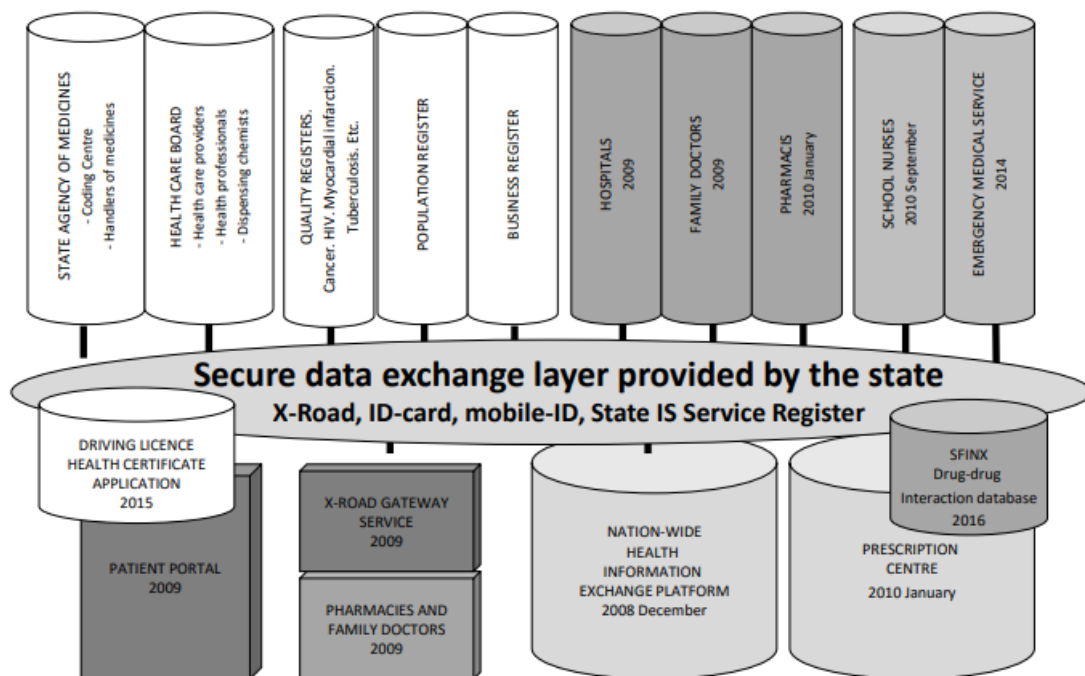 STATE AGENCY OF MEDICINES
- Coding Centre
- Handlers of medicines
HEALTH CARE BOARD
- Health care providers
- Health professionals
- Dispensing chemists
QUALITY REGISTERS.
Cancer. HIV. Myocardial infarction.
Tuberculosis. Etc.
POPULATION REGISTER
BUSINESS REGISTER
HOSPITALS
2009
FAMILY DOCTORS
2009
PHARMACIS
2010 January
SCHOOL NURSES
2010 September
EMERGENCY MEDICAL SERVICE
2014
Secure data exchange layer provided by the state
X-Road, ID-card, mobile-ID, State IS Service Register
DRIVING LICENCE
HEALTH CERTIFICATE
APPLICATION
2015
PATIENT PORTAL
2009
X-ROAD GATEWAY
SERVICE
2009
PHARMACIES AND
FAMILY DOCTORS
2009
NATION-WIDE
HEALTH
INFORMATION
EXCHANGE PLATFORM
2008 December
SFINX
Drug-drug
Interaction database
2016
PRESCRIPTION
CENTRE
2010 January